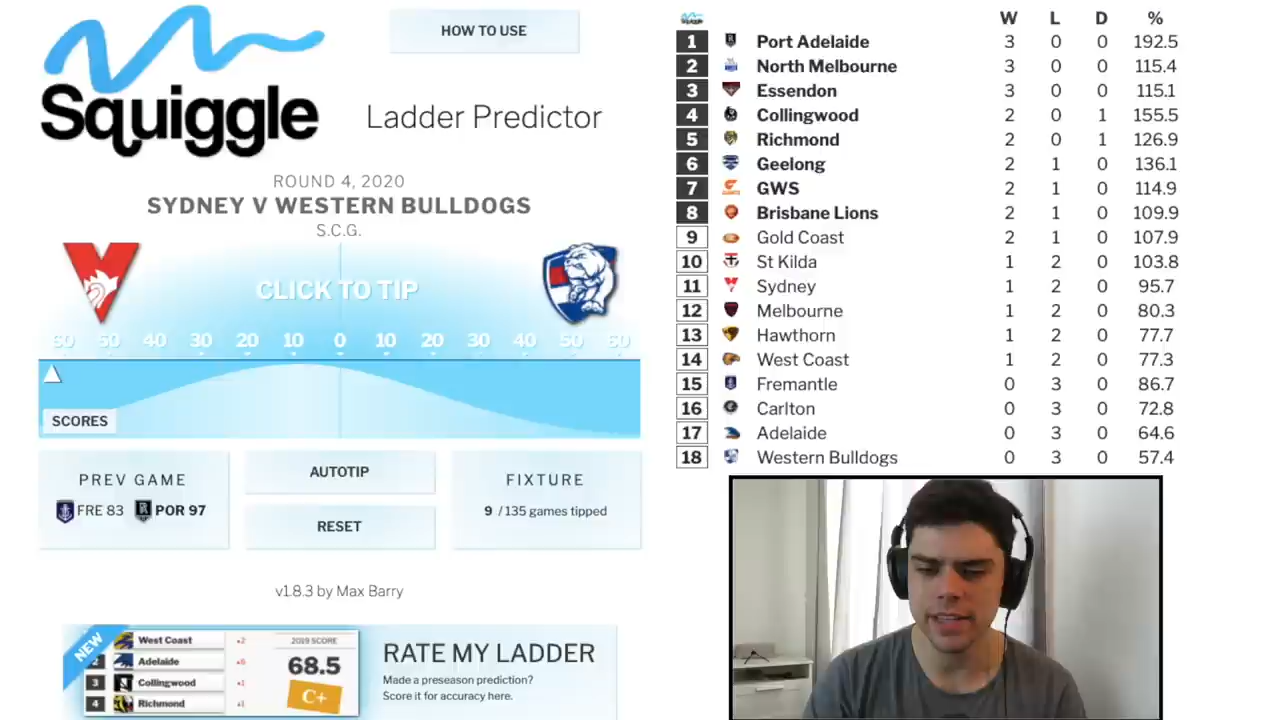 Squiggle
HOW TO USE
Ladder Predictor
ROUND 4, 2020
SYDNEY V WESTERN BULLDOGS
S.C.G.
CLICK TO TIP
60 50 40 30 20 10 0 10 20 30 40 50 60
SCORES
PREV GAME
FRE 83 POR 97
AUTOTIP
RESET
FIXTURE
9 / 135 games tipped
v1.8.3 by Max Barry
NEW
West Coast ▴2
2 Adelaide ▴6
3 Collingwood ▴1
4 Richmond ▴1
2019 SCORE
68.5
C+
RATE MY LADDER
Made a preseason prediction?
Score it for accuracy here.
Squiggle W L D %
1 Port Adelaide 3 0 0 192.5
2 North Melbourne 3 0 0 115.4
3 Essendon 3 0 0 115.1
4 Collingwood 2 0 1 155.5
5 Richmond 2 0 1 126.9
6 Geelong 2 1 0 136.1
7 GWS 2 1 0 114.9
8 Brisbane Lions 2 1 0 109.9
9 Gold Coast 2 1 0 107.9
10 St Kilda 1 2 0 103.8
11 Sydney 1 2 0 95.7
12 Melbourne 1 2 0 80.3
13 Hawthorn 1 2 0 77.7
14 West Coast 1 2 0 77.3
15 Fremantle 0 3 0 86.7
16 Carlton 0 3 0 72.8
17 Adelaide 0 3 0 64.6
18 Western Bulldogs 0 3 0 57.4